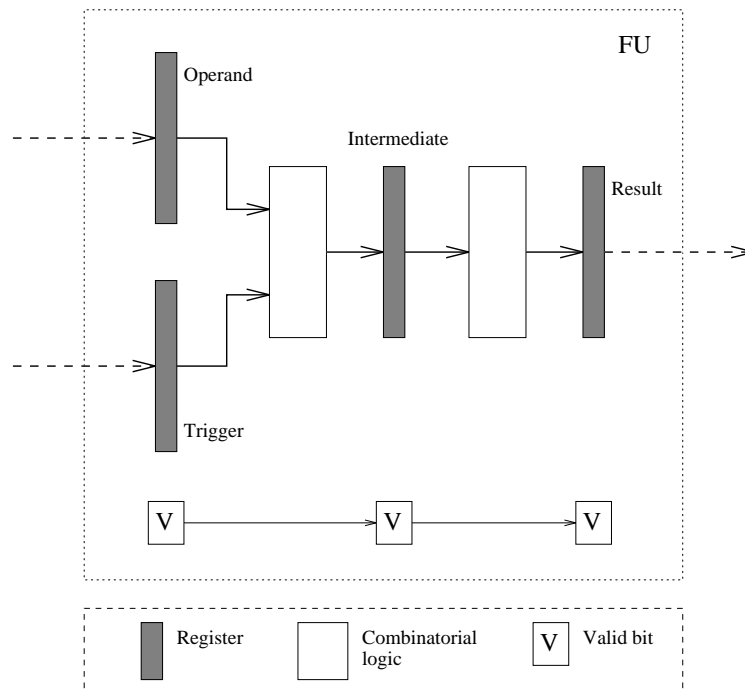 FU
Operand
Intermediate
Result
Trigger
V
V
V
Register
Combinatorial
logic
V
Valid bit